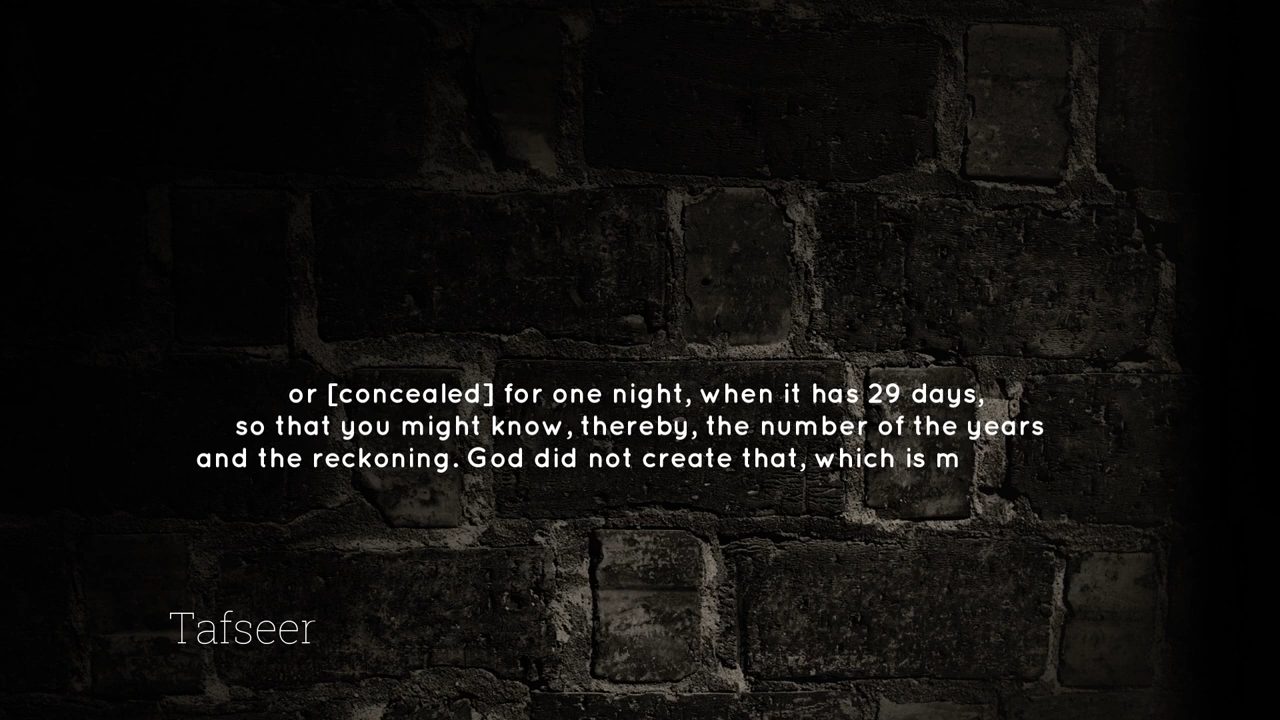 or [concealed] for one night, when it has 29 days,
so that you might know, thereby, the number of the years
and the reckoning. God did not create that, which is m
Tafseer